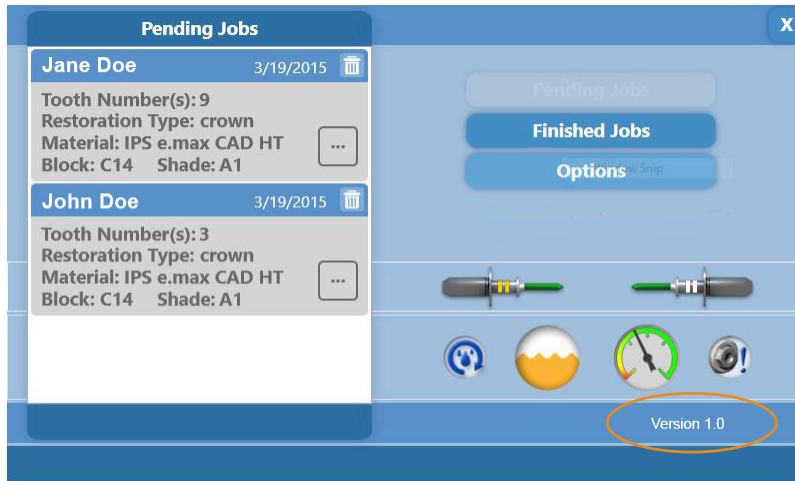 Pending Jobs
X
Jane Doe 3/19/2015
Tooth Number(s): 9
Restoration Type: crown
Material: IPS e.max CAD HT
Block: C14 Shade: A1
...
John Doe 3/19/2015
Tooth Number(s): 3
Restoration Type: crown
Material: IPS e.max CAD HT
Block: C14 Shade: A1
...
Pending Jobs
Finished Jobs
Options
Snip
!
Version 1.0